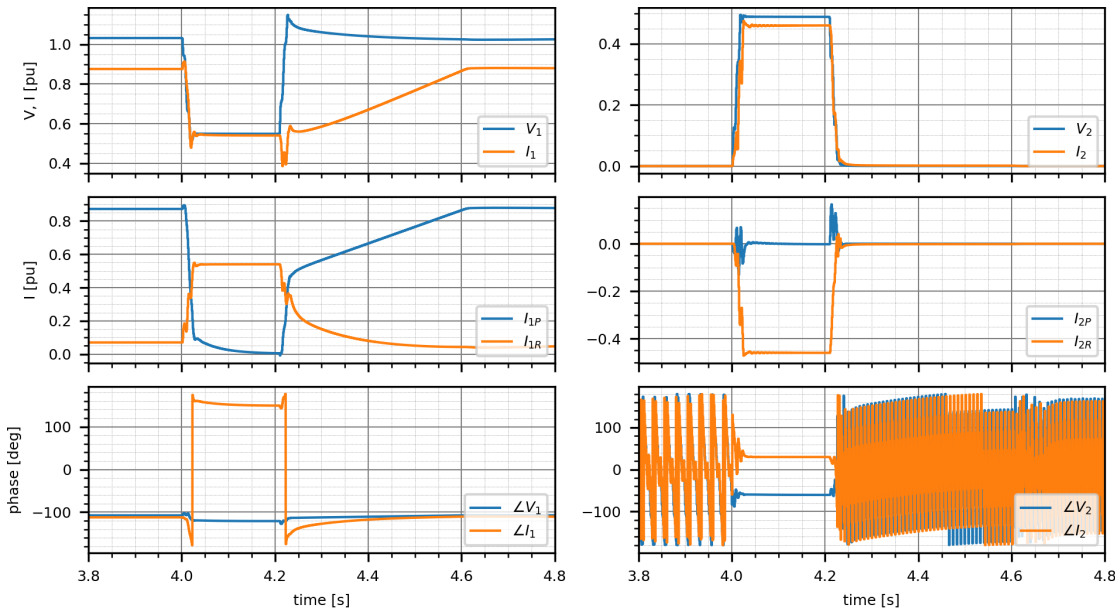 V, I [pu]
1.0
0.8
0.6
0.4
V₁
I₁
0.4
0.2
0.0
V₂
I₂
I [pu]
0.8
0.6
0.4
0.2
0.0
I₁P
I₁R
0.0
−0.2
−0.4
I₂P
I₂R
phase [deg]
100
0
−100
∠V₁
∠I₁
3.8 4.0 4.2 4.4 4.6 4.8
time [s]
100
0
−100
∠V₂
∠I₂
3.8 4.0 4.2 4.4 4.6 4.8
time [s]